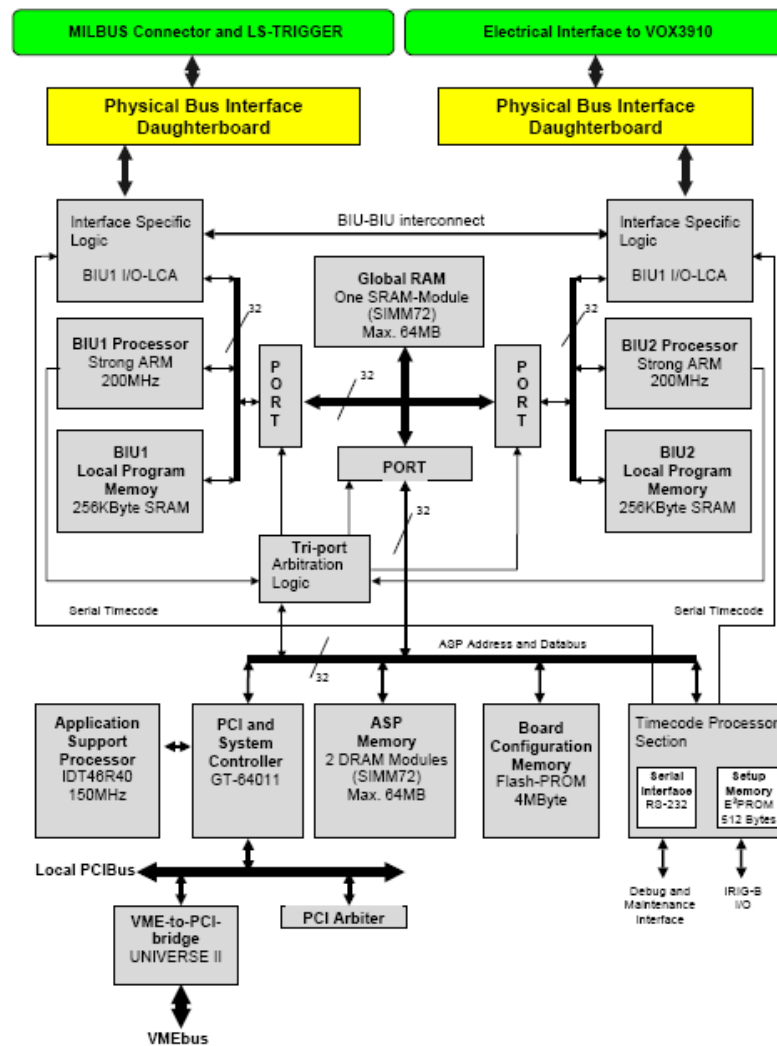 MILBUS Connector and LS-TRIGGER
Electrical Interface to VOX3910
Physical Bus Interface
Daughterboard
Physical Bus Interface
Daughterboard
Interface Specific
Logic
BIU1 I/O-LCA
BIU-BIU interconnect
Interface Specific
Logic
BIU1 I/O-LCA
Global RAM
One SRAM-Module
(SIMM72)
Max. 64MB
32
32
BIU1 Processor
Strong ARM
200MHz
P
O
R
T
32
P
O
R
T
BIU2 Processor
Strong ARM
200MHz
BIU1
Local Program
Memoy
256KByte SRAM
PORT
BIU2
Local Program
Memory
256KByte SRAM
32
Tri-port
Arbitration
Logic
Serial Timecode
Serial Timecode
ASP Address and Databus
32
Application
Support
Processor
IDT46R40
150MHz
PCI and
System
Controller
GT-64011
ASP
Memory
2 DRAM Modules
(SIMM72)
Max. 64MB
Board
Configuration
Memory
Flash-PROM
4MByte
Timecode Processor
Section
Serial
Interface
RS-232
Setup
Memory
E²PROM
512 Bytes
Local PCIBus
Debug and
Maintenance
Interface
IRIG-B
I/O
VME-to-PCI-
bridge
UNIVERSE II
PCI Arbiter
VMEbus